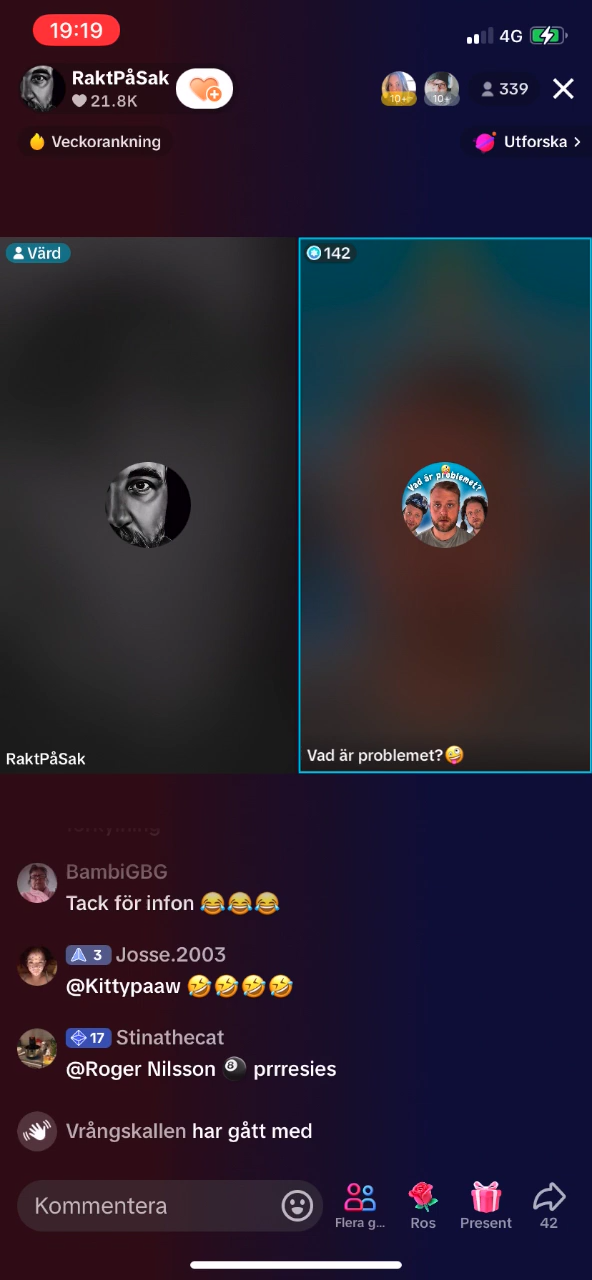 19:19
4G
RaktPåSak
21.8K
10+
10+
339
Veckorankning
Utforska >
Värd
142
Vad är problemet?
RaktPåSak
Vad är problemet?🤪
BambiGBG
Tack för infon 😂😂😂
3 Josse.2003
@Kittypaaw 🤣🤣🤣🤣
17 Stinathecat
@Roger Nilsson 🎱 prrresies
Vrångskallen har gått med
Kommentera
Flera g...
Ros
Present
42